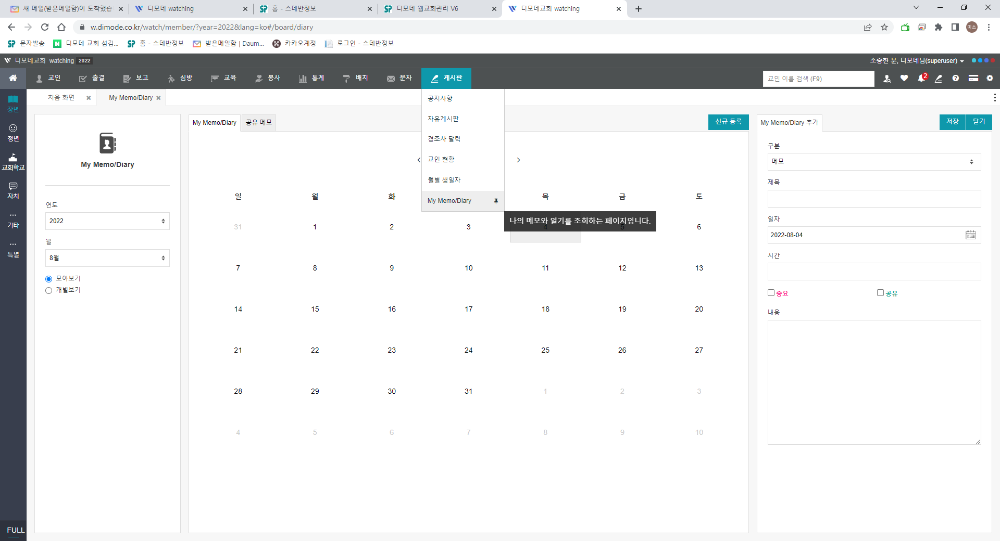 새 메일(받은메일함)이 도착했습
디모데 watching
홈 - 스데반정보
디모데 웹교회관리 V6
디모데교회 watching
w.dimode.co.kr/watch/member/?year=2022&lang=ko#/board/diary
미소
문자발송
디모데 교회 섬김...
홈 - 스데반정보
받은메일함 | Daum...
카카오계정
로그인 - 스데반정보
디모데교회 watching 2022
소중한 분, 디모데님(superuser)
교인
출결
보고
심방
교육
봉사
통계
배치
문자
게시판
교인 이름 검색 (F9)
2
처음 화면
My Memo/Diary
장년
청년
교회학교
자치
기타
특별
FULL
My Memo/Diary
연도
2022
월
8월
모아보기
개별보기
My Memo/Diary
공유 메모
신규 등록
공지사항
자유게시판
경조사 달력
교인 현황
월별 생일자
My Memo/Diary
나의 메모와 일기를 조회하는 페이지입니다.
일 월 화 목 금 토
31 1 2 3 4 5 6
7 8 9 10 11 12 13
14 15 16 17 18 19 20
21 22 23 24 25 26 27
28 29 30 31 1 2 3
4 5 6 7 8 9 10
My Memo/Diary 추가
저장
닫기
구분
메모
제목
일자
2022-08-04
시간
중요
공유
내용